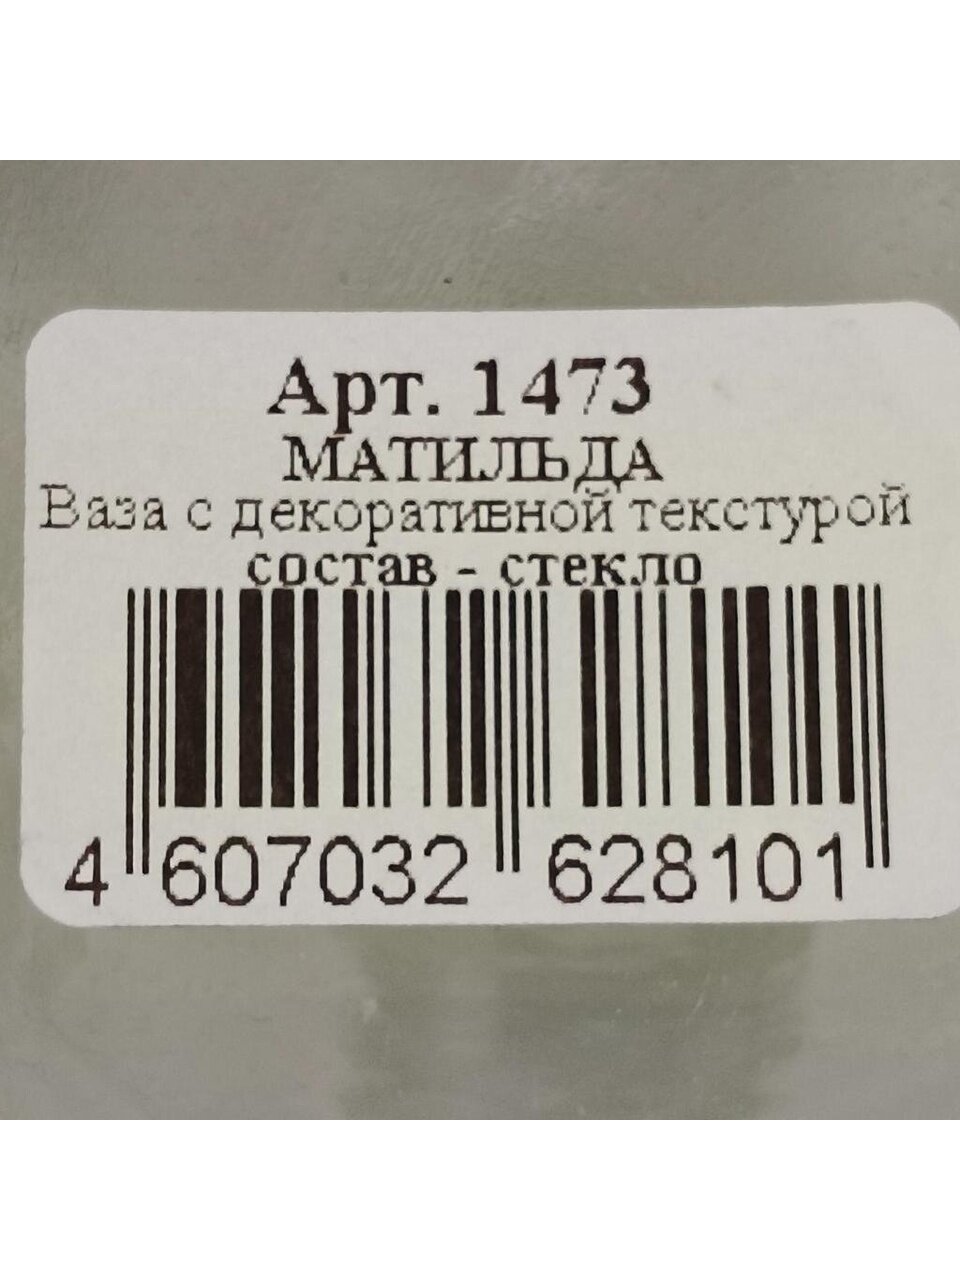 Арт. 1473
МАТИЛЬДА
Ваза с декоративной текстурой
состав - стекло
4 607032 628101